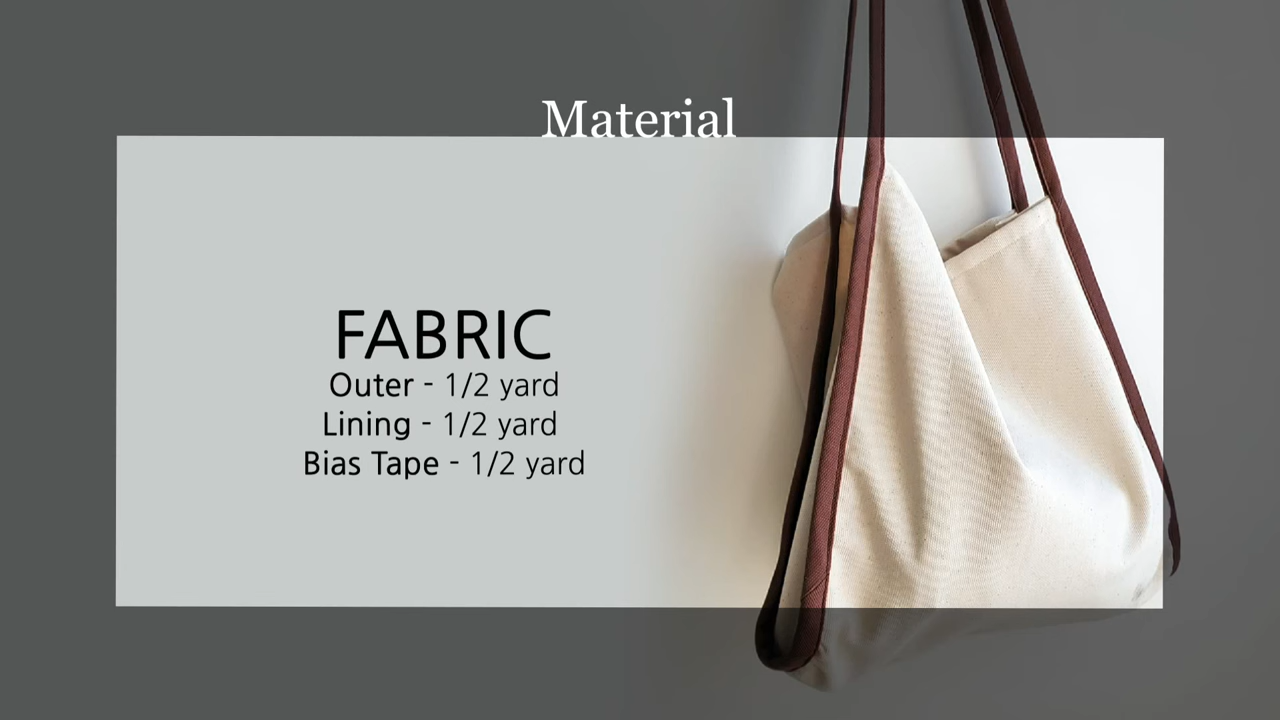 Material
FABRIC
Outer - 1/2 yard
Lining - 1/2 yard
Bias Tape - 1/2 yard